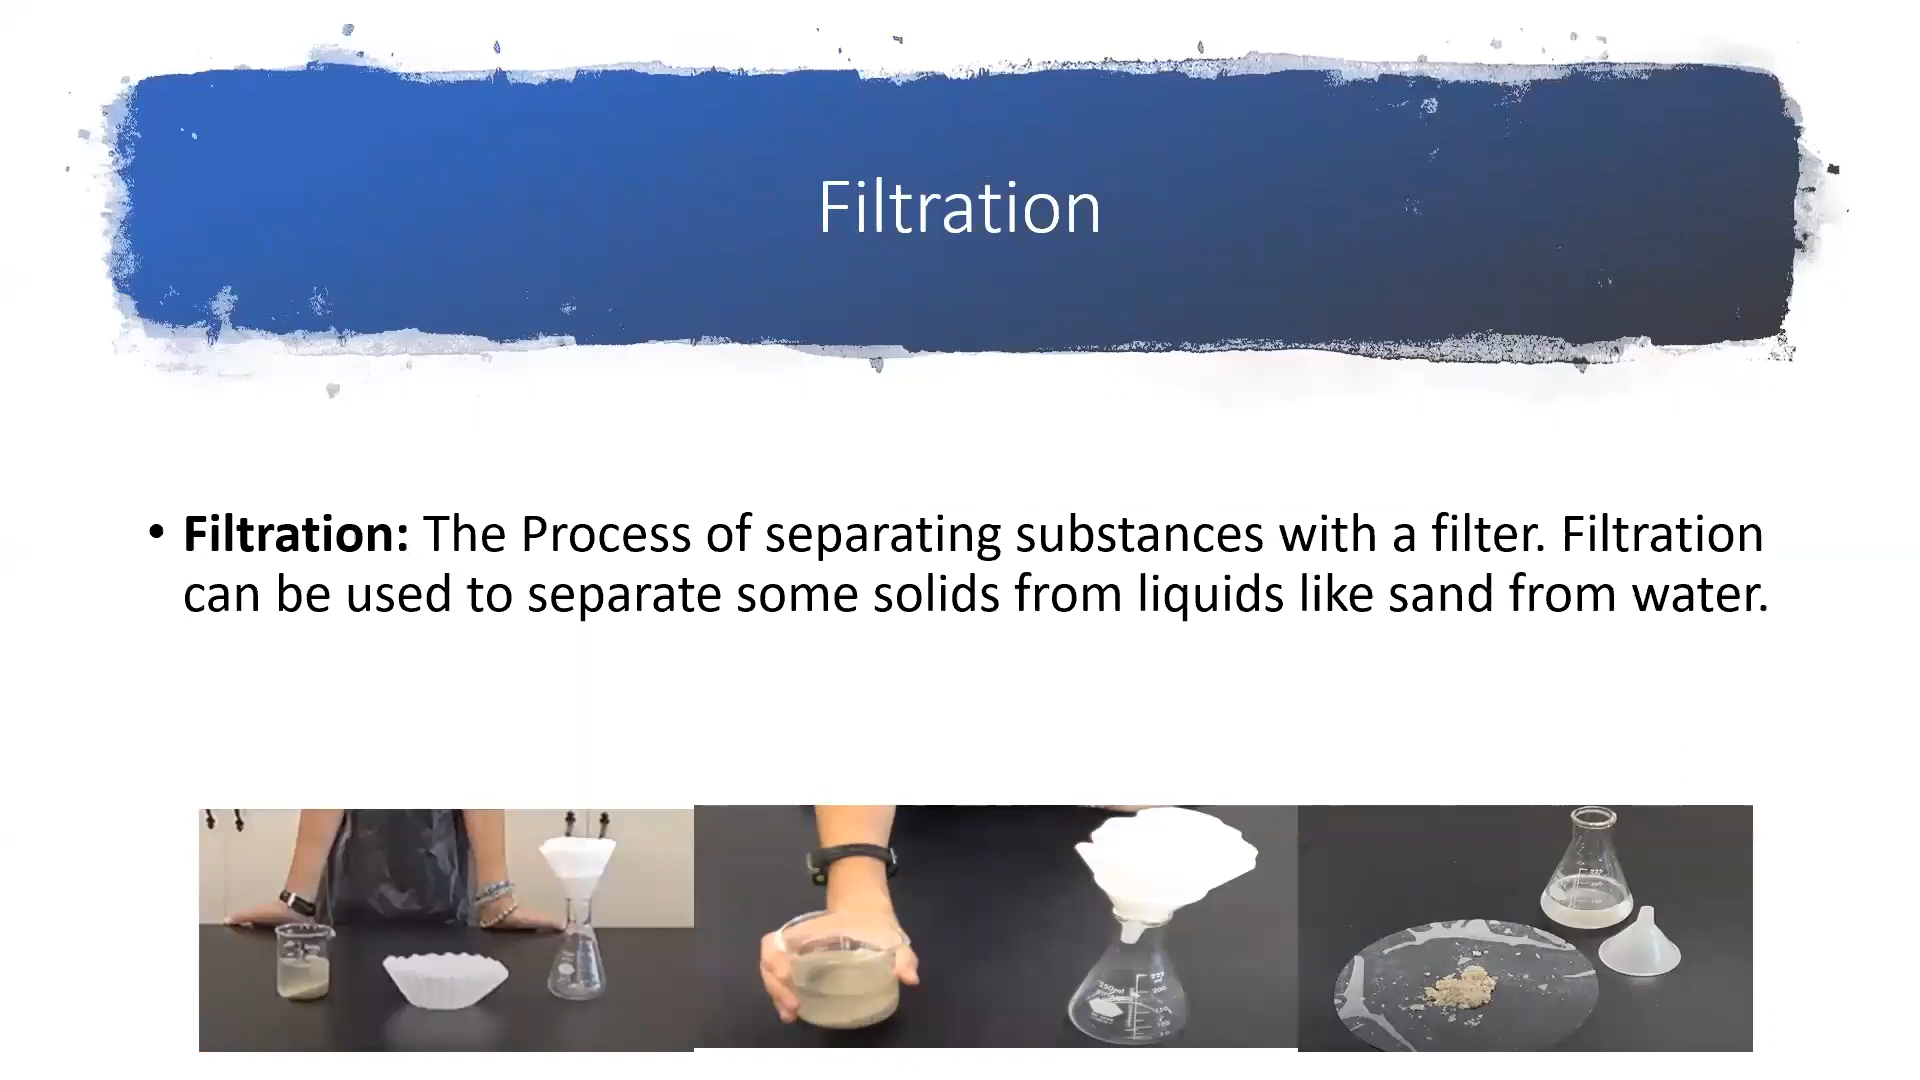 Filtration
• Filtration: The Process of separating substances with a filter. Filtration
can be used to separate some solids from liquids like sand from water.